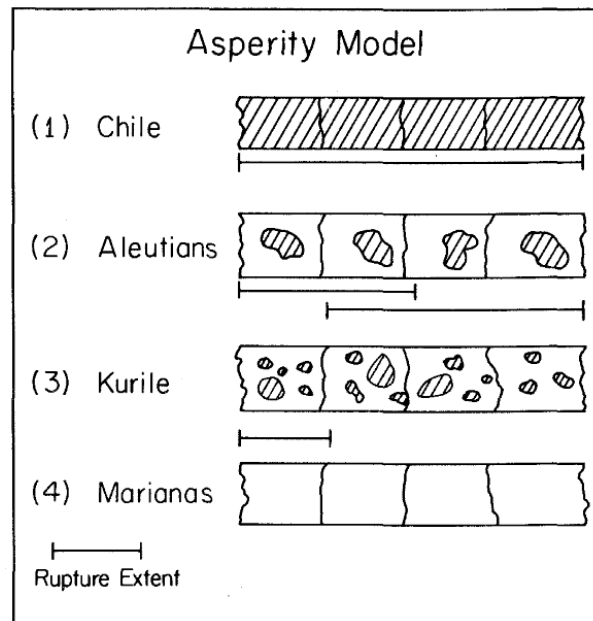 Asperity Model
(1) Chile
(2) Aleutians
(3) Kurile
(4) Marianas
Rupture Extent